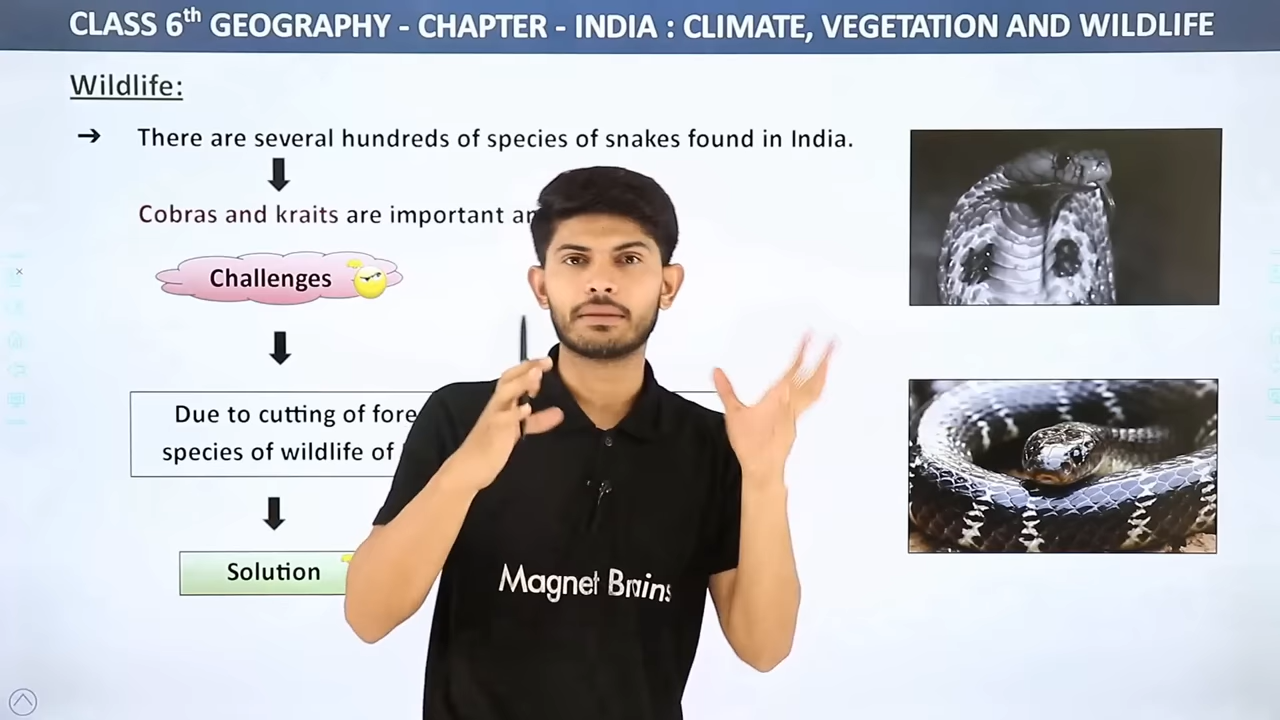 CLASS 6th GEOGRAPHY - CHAPTER - INDIA : CLIMATE, VEGETATION AND WILDLIFE
Wildlife:
➔ There are several hundreds of species of snakes found in India.
Cobras and kraits are important
Challenges
Due to cutting of
species of wildlife of
Solution
Magnet Brains